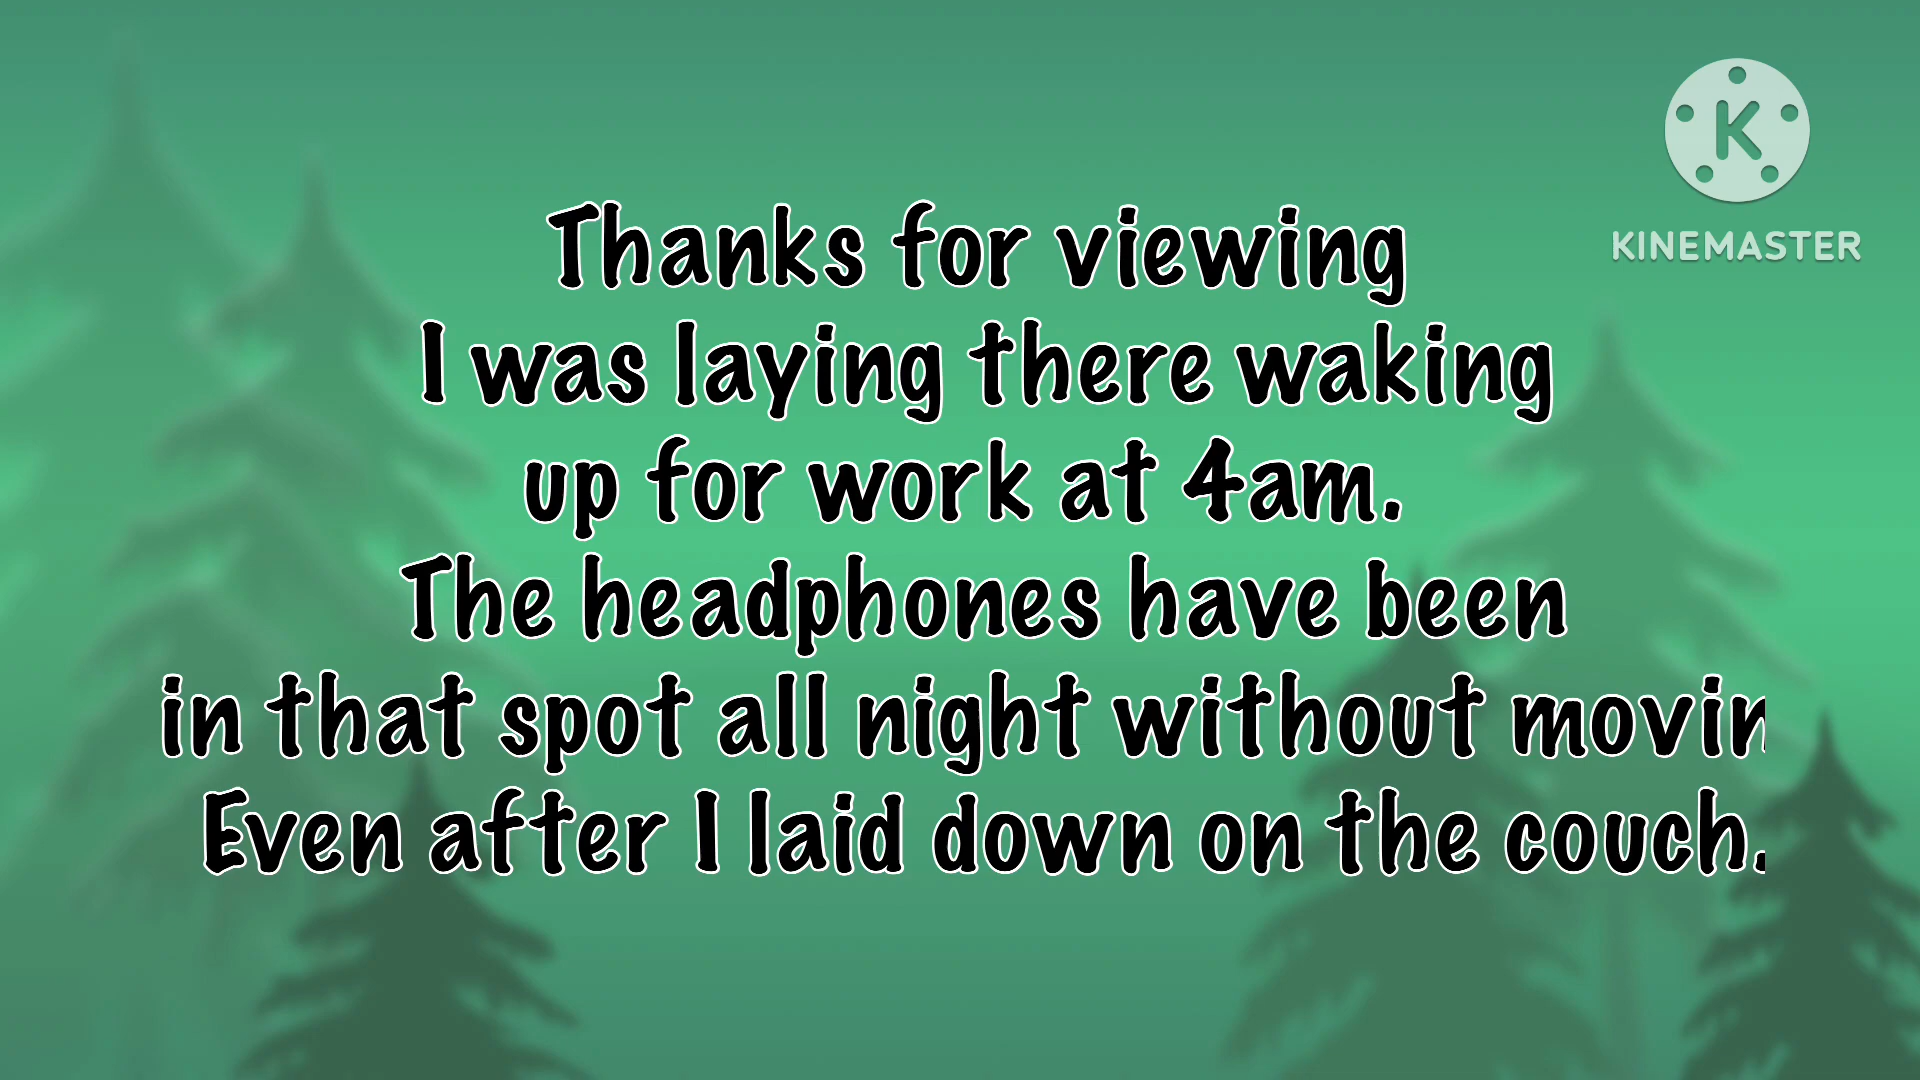 K
KINEMASTER
Thanks for viewing
I was laying there waking
up for work at 4am.
The headphones have been
in that spot all night without movin
Even after I laid down on the couch.